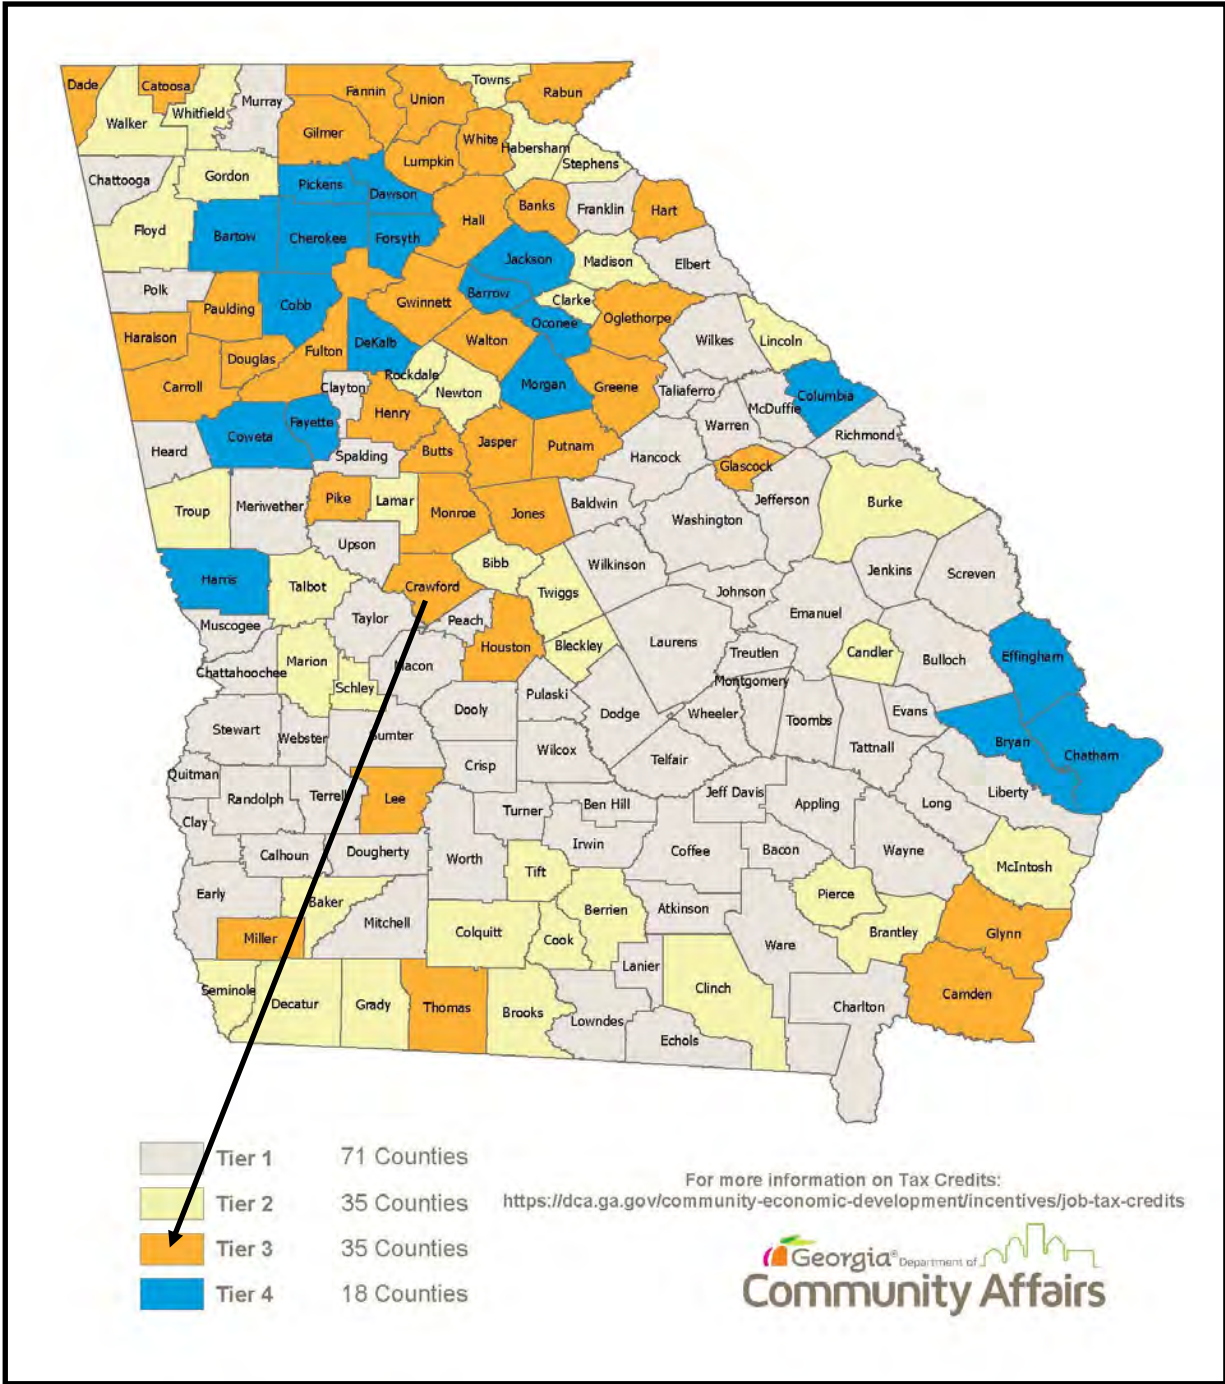 Dade
Catoosa
Fannin
Union
Towns
Rabun
Walker
Whitfield
Murray
Gilmer
Lumpkin
White
Habersham
Stephens
Chattooga
Gordon
Pickens
Dawson
Hall
Banks
Franklin
Hart
Floyd
Bartow
Cherokee
Forsyth
Jackson
Madison
Elbert
Polk
Paulding
Cobb
Gwinnett
Barrow
Clarke
Oconee
Oglethorpe
Wilkes
Lincoln
Haralson
Douglas
Fulton
DeKalb
Walton
Carroll
Clayton
Rockdale
Newton
Morgan
Greene
Taliaferro
McDuffie
Columbia
Heard
Coweta
Fayette
Henry
Spalding
Butts
Jasper
Putnam
Hancock
Warren
Richmond
Glascock
Troup
Meriwether
Pike
Lamar
Monroe
Jones
Baldwin
Washington
Jefferson
Burke
Upson
Harris
Talbot
Crawford
Bibb
Twiggs
Wilkinson
Johnson
Jenkins
Screven
Emanuel
Muscogee
Taylor
Peach
Houston
Bleckley
Laurens
Treutlen
Candler
Bulloch
Effingham
Chattahoochee
Marion
Schley
Macon
Pulaski
Montgomery
Stewart
Webster
Sumter
Dooly
Dodge
Wheeler
Toombs
Tattnall
Evans
Bryan
Chatham
Quitman
Randolph
Terrell
Lee
Crisp
Wilcox
Telfair
Jeff Davis
Appling
Long
Liberty
Clay
Calhoun
Dougherty
Worth
Turner
Ben Hill
Irwin
Coffee
Bacon
Wayne
McIntosh
Early
Baker
Mitchell
Tift
Berrien
Atkinson
Pierce
Brantley
Glynn
Miller
Colquitt
Cook
Lanier
Ware
Camden
Seminole
Decatur
Grady
Thomas
Brooks
Lowndes
Echols
Clinch
Charlton
Tier 1 71 Counties
Tier 2 35 Counties
Tier 3 35 Counties
Tier 4 18 Counties
For more information on Tax Credits:
https://dca.ga.gov/community-economic-development/incentives/job-tax-credits
Georgia® Department of
Community Affairs